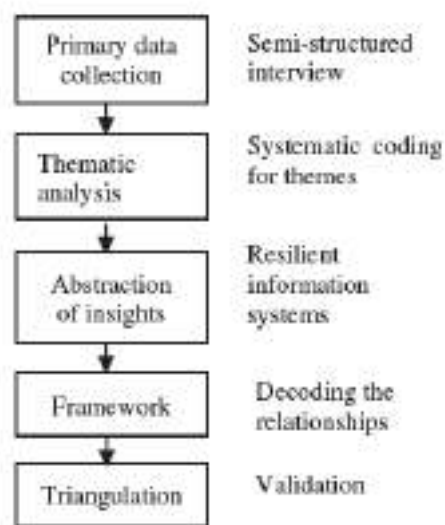 Primary data
collection
Semi-structured
interview
Thematic
analysis
Systematic coding
for themes
Abstraction
of insights
Resilient
information
systems
Framework
Decoding the
relationships
Triangulation
Validation